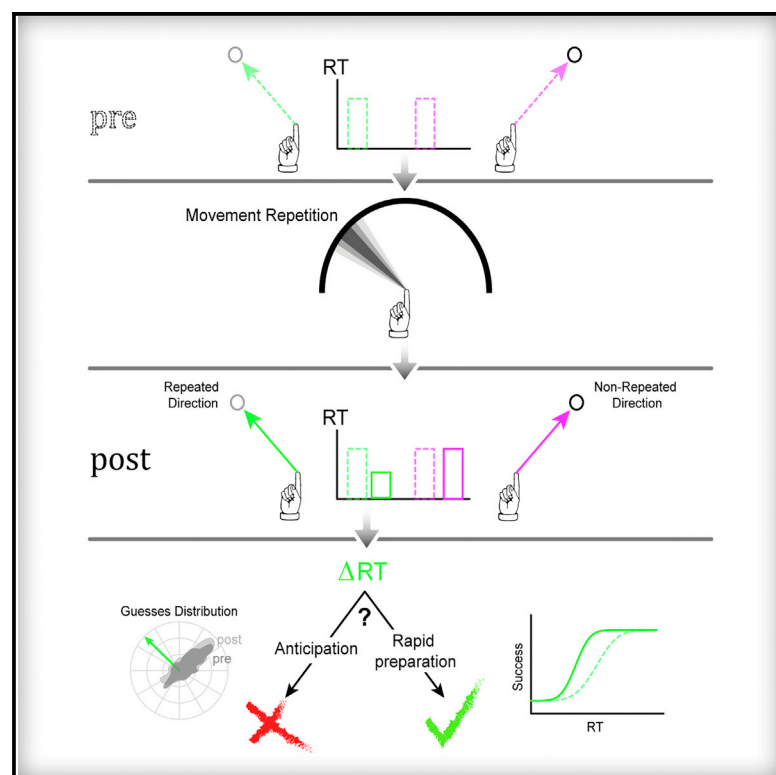 RT
pre
Movement Repetition
Repeated
Direction
RT
Non-Repeated
Direction
post
ΔRT
Guesses Distribution
post
pre
?
Anticipation
Rapid
preparation
Success
RT